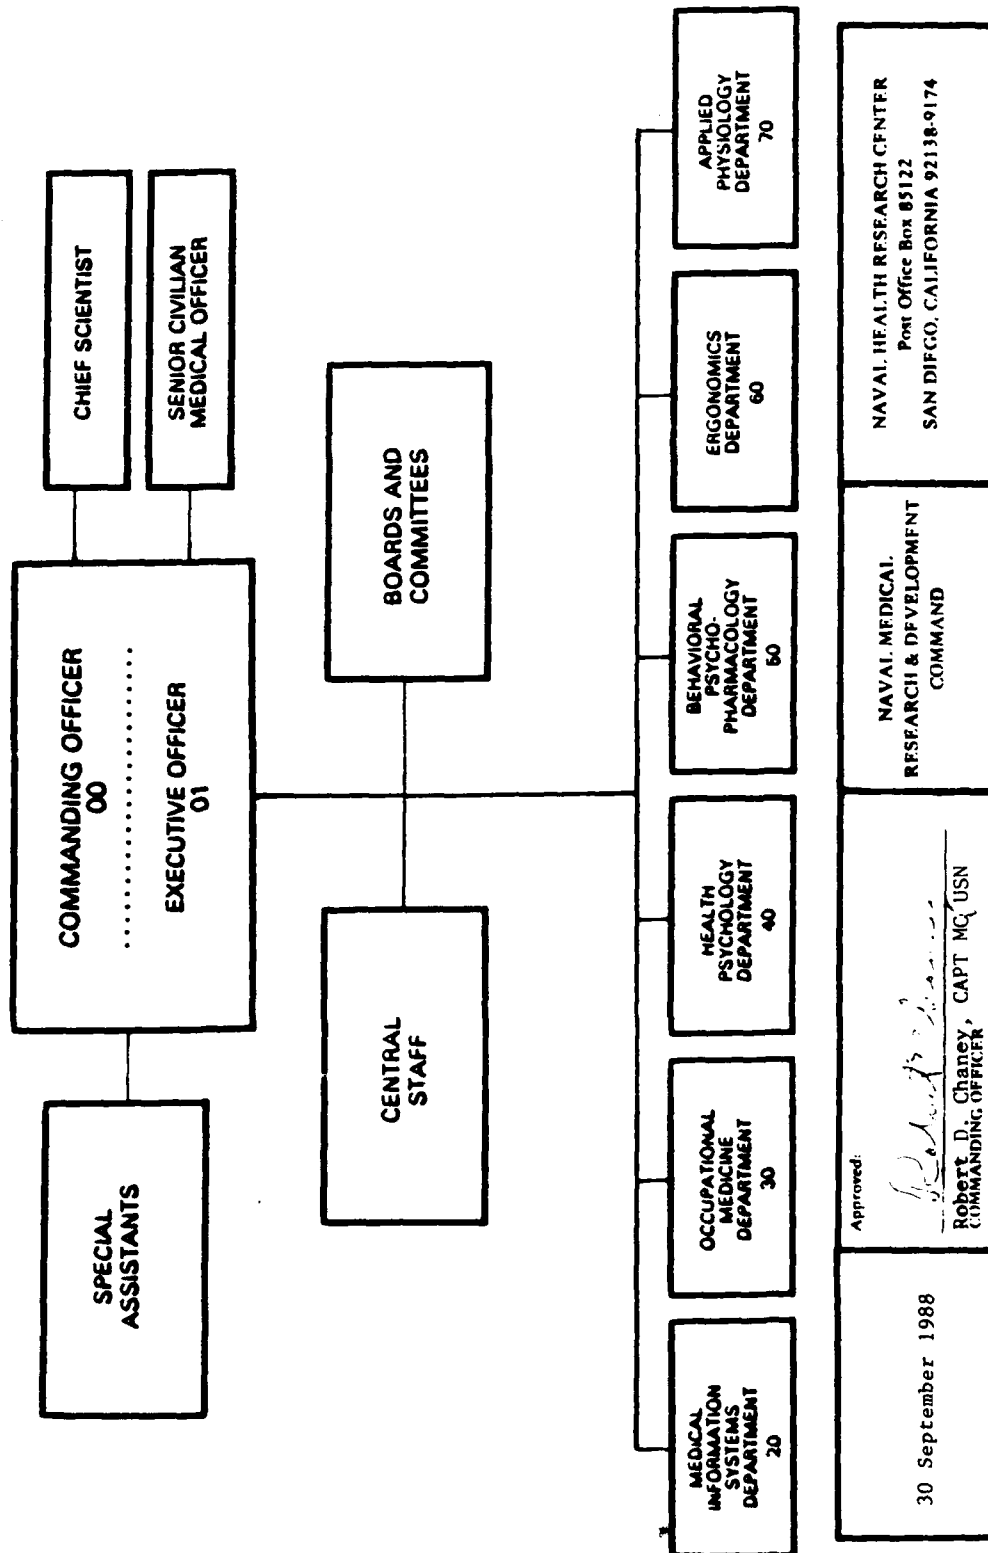 COMMANDING OFFICER
00
EXECUTIVE OFFICER
01
CHIEF SCIENTIST
SENIOR CIVILIAN
MEDICAL OFFICER
SPECIAL
ASSISTANTS
CENTRAL
STAFF
BOARDS AND
COMMITTEES
MEDICAL
INFORMATION
SYSTEMS
DEPARTMENT
20
OCCUPATIONAL
MEDICINE
DEPARTMENT
30
HEALTH
PSYCHOLOGY
DEPARTMENT
40
BEHAVIORAL
PSYCHO-
PHARMACOLOGY
DEPARTMENT
50
ERGONOMICS
DEPARTMENT
60
APPLIED
PHYSIOLOGY
DEPARTMENT
70
30 September 1988
Approved:
Robert D. Chaney, CAPT MC USN
COMMANDING OFFICER
NAVAL MEDICAL
RESEARCH & DEVELOPMENT
COMMAND
NAVAL HEALTH RESEARCH CENTER
Post Office Box 85122
SAN DIEGO, CALIFORNIA 92138-9174